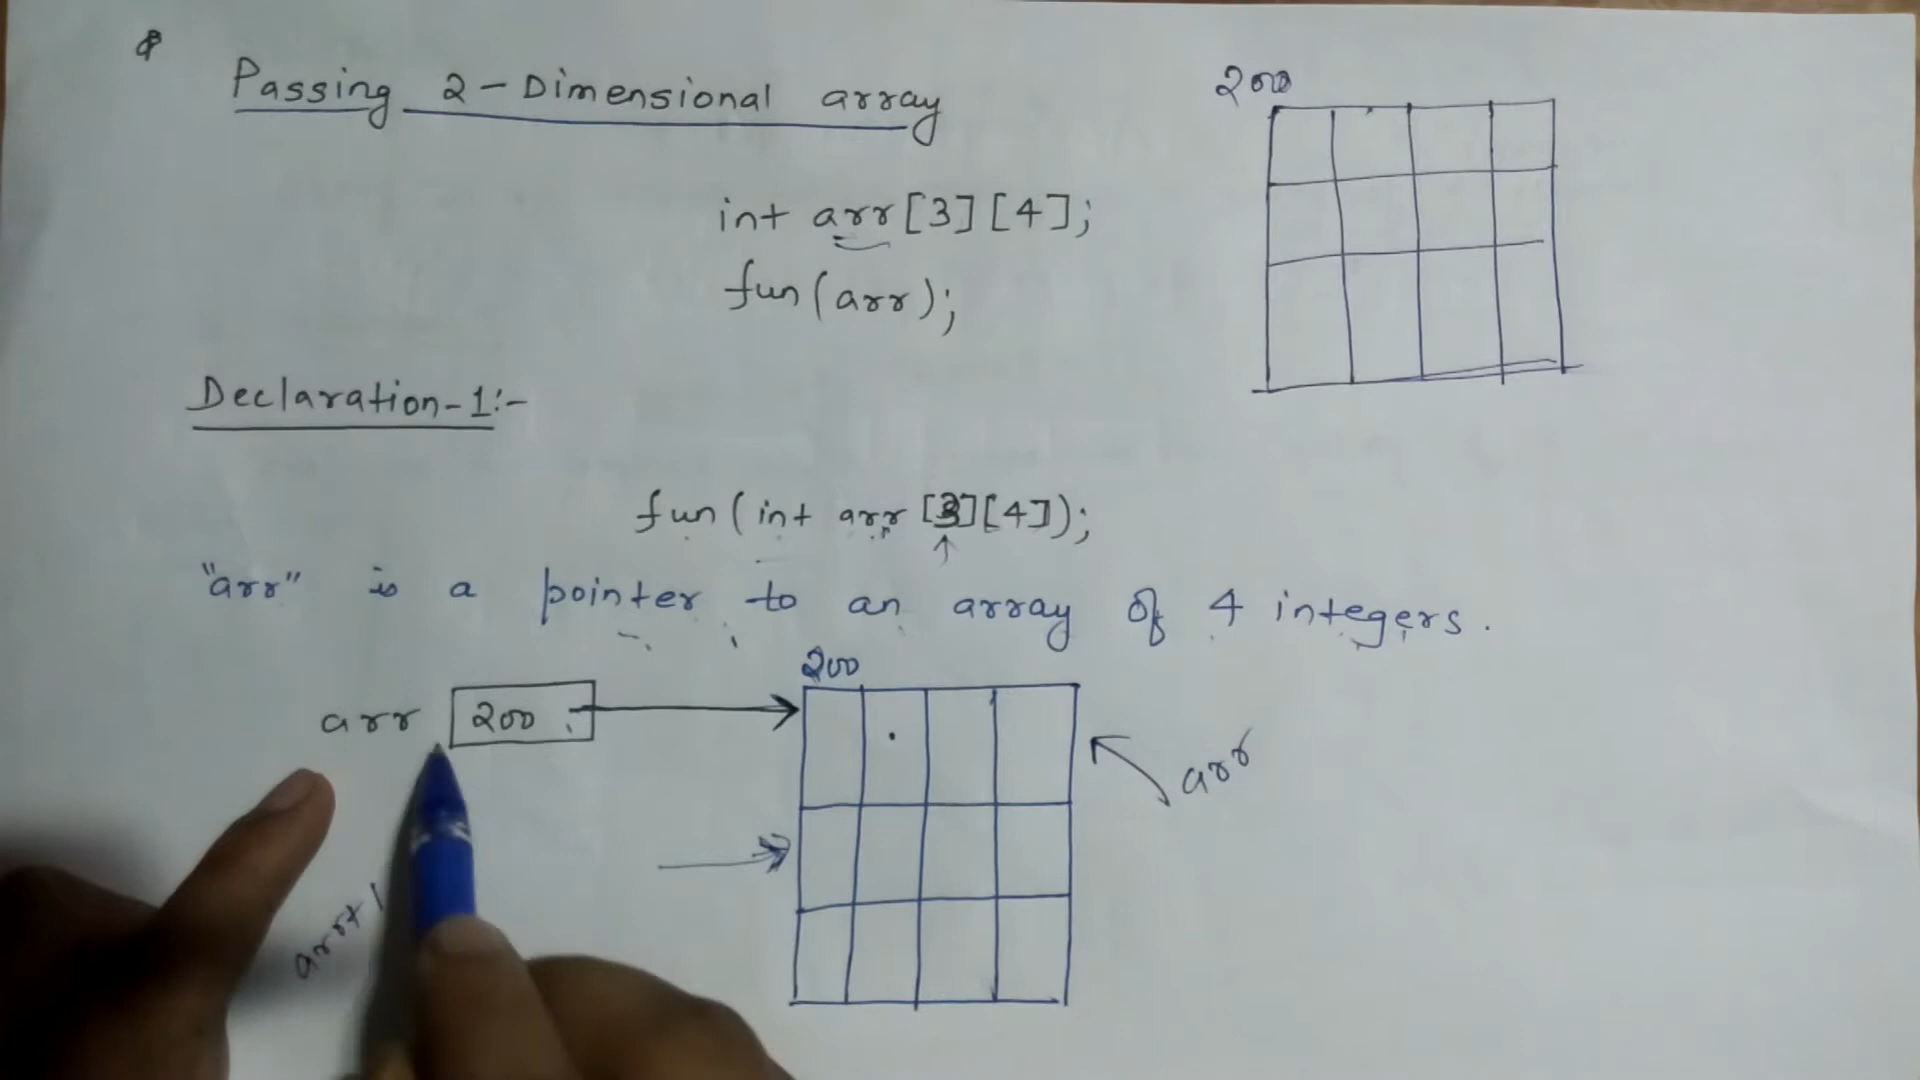 Passing 2-Dimensional array
200
int arr[3][4];
fun(arr);
Declaration-1:-
fun(int arr[3][4]);
"arr" is a pointer to an array of 4 integers.
200
arr 200
arr
arr+1